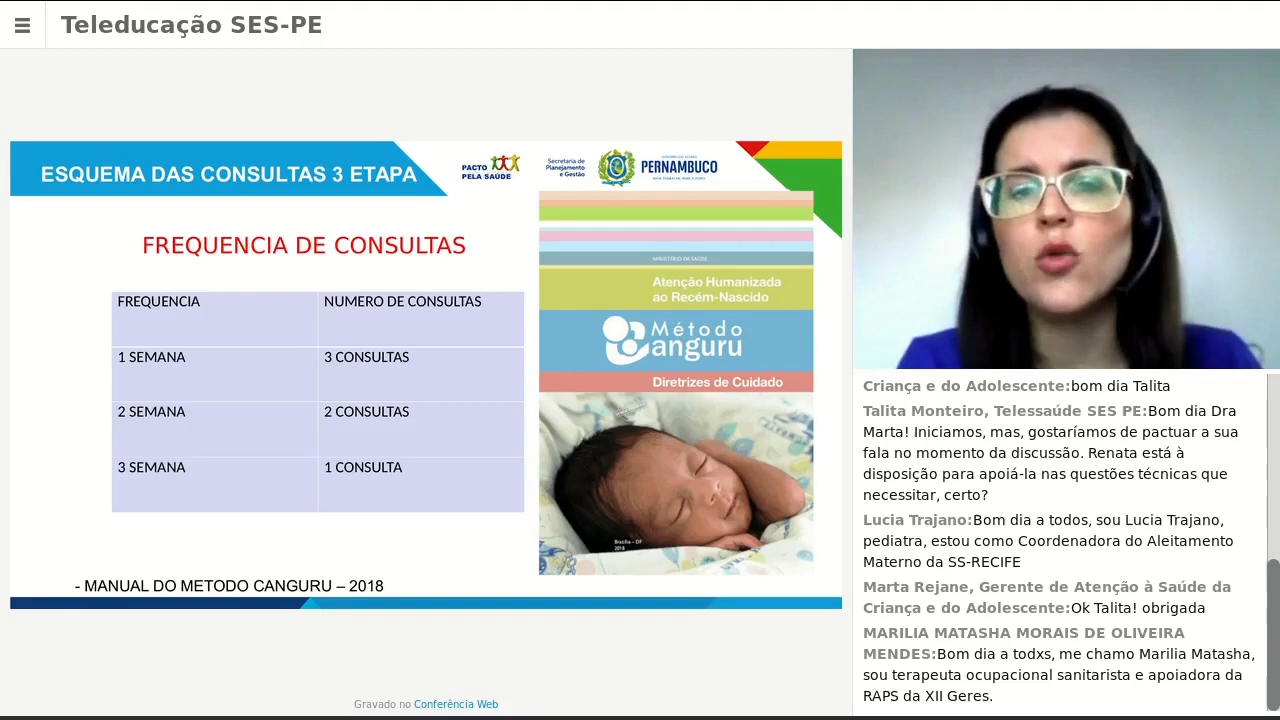 Teleducação SES-PE
ESQUEMA DAS CONSULTAS 3 ETAPA
PACTO
PELA SAÚDE
Secretaria de
Planejamento
e Gestão
PERNAMBUCO
FREQUENCIA DE CONSULTAS
FREQUENCIA NUMERO DE CONSULTAS
1 SEMANA 3 CONSULTAS
2 SEMANA 2 CONSULTAS
3 SEMANA 1 CONSULTA
MINISTÉRIO DA SAÚDE
Atenção Humanizada
ao Recém-Nascido
Método
Canguru
Diretrizes de Cuidado
Brasília – DF
2018
- MANUAL DO METODO CANGURU – 2018
Gravado no Conferência Web
Criança e do Adolescente:bom dia Talita
Talita Monteiro, Telessaúde SES PE:Bom dia Dra
Marta! Iniciamos, mas, gostaríamos de pactuar a sua
fala no momento da discussão. Renata está à
disposição para apoiá-la nas questões técnicas que
necessitar, certo?
Lucia Trajano:Bom dia a todos, sou Lucia Trajano,
pediatra, estou como Coordenadora do Aleitamento
Materno da SS-RECIFE
Marta Rejane, Gerente de Atenção à Saúde da
Criança e do Adolescente:Ok Talita! obrigada
MARILIA MATASHA MORAIS DE OLIVEIRA
MENDES:Bom dia a todxs, me chamo Marilia Matasha,
sou terapeuta ocupacional sanitarista e apoiadora da
RAPS da XII Geres.